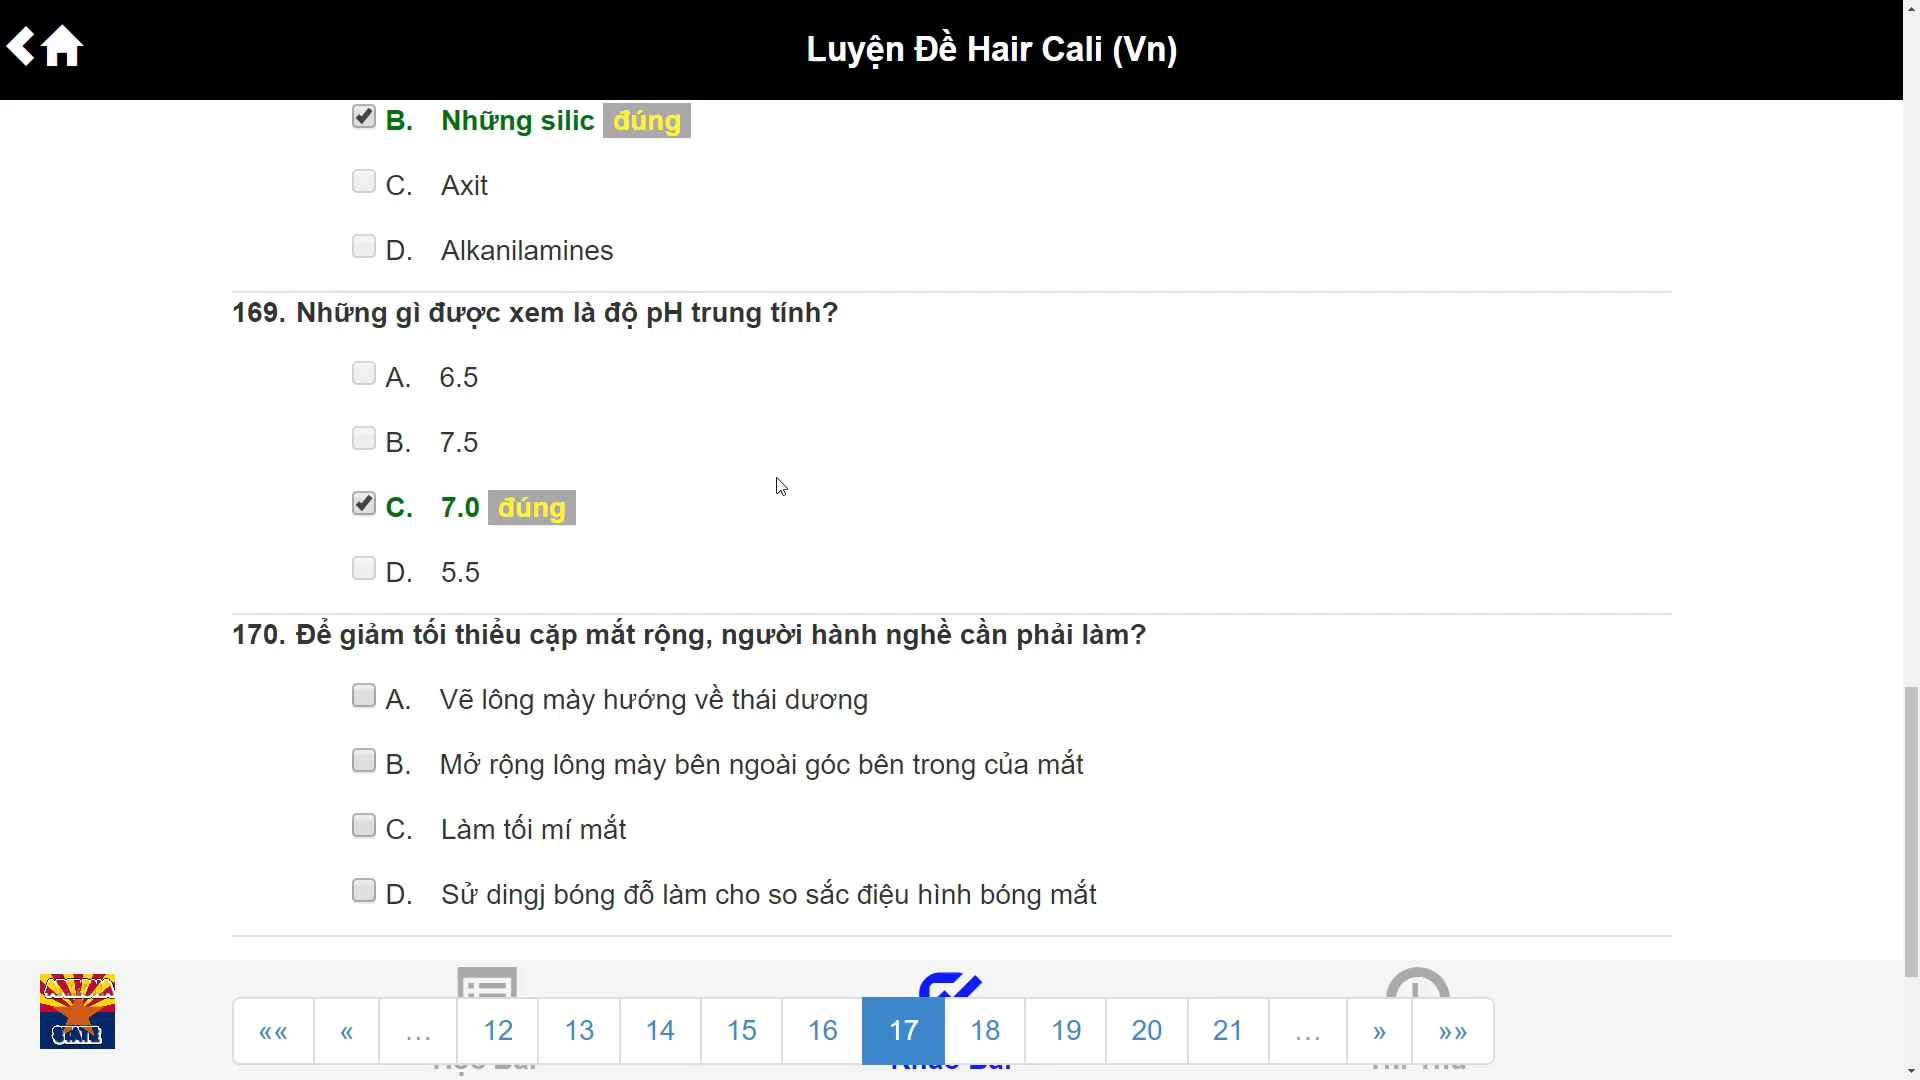 Luyện Đề Hair Cali (Vn)
B. Những silic đúng
C. Axit
D. Alkanilamines
169. Những gì được xem là độ pH trung tính?
A. 6.5
B. 7.5
C. 7.0 đúng
D. 5.5
170. Để giảm tối thiểu cặp mắt rộng, người hành nghề cần phải làm?
A. Vẽ lông mày hướng về thái dương
B. Mở rộng lông mày bên ngoài góc bên trong của mắt
C. Làm tối mí mắt
D. Sử dingj bóng đỗ làm cho so sắc điệu hình bóng mắt
ARIZONA
STATE
«« « ... 12 13 14 15 16 17 18 19 20 21 ... » »»